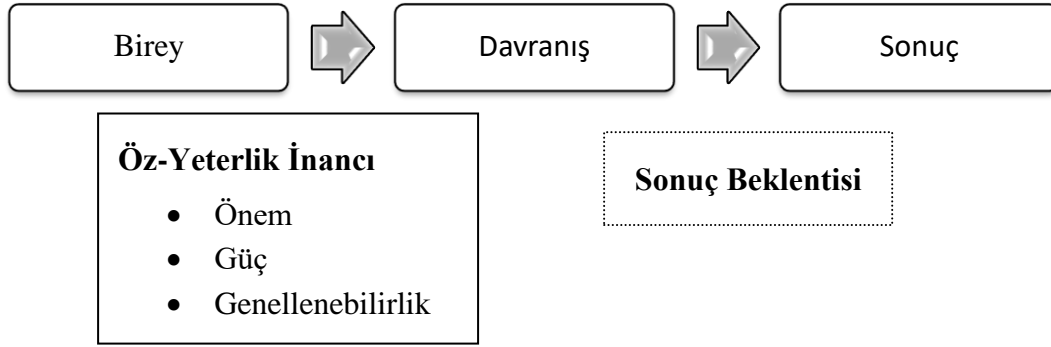 Birey
Davranış
Sonuç
Öz-Yeterlik İnancı
• Önem
• Güç
• Genellenebilirlik
Sonuç Beklentisi